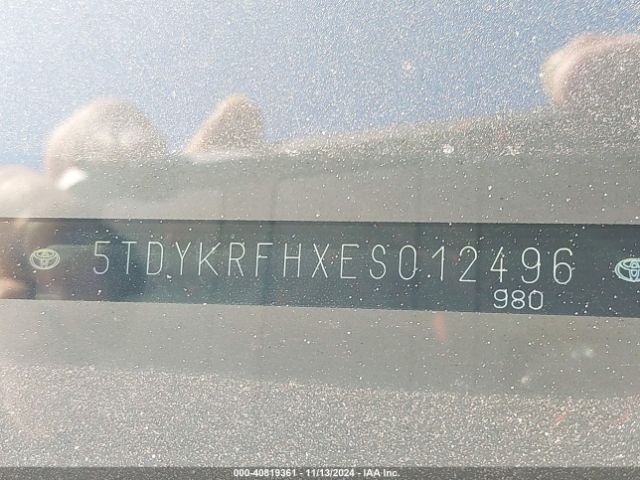 5TDYKRFHXES012496
980
000-40819361 - 11/13/2024 - IAA Inc.